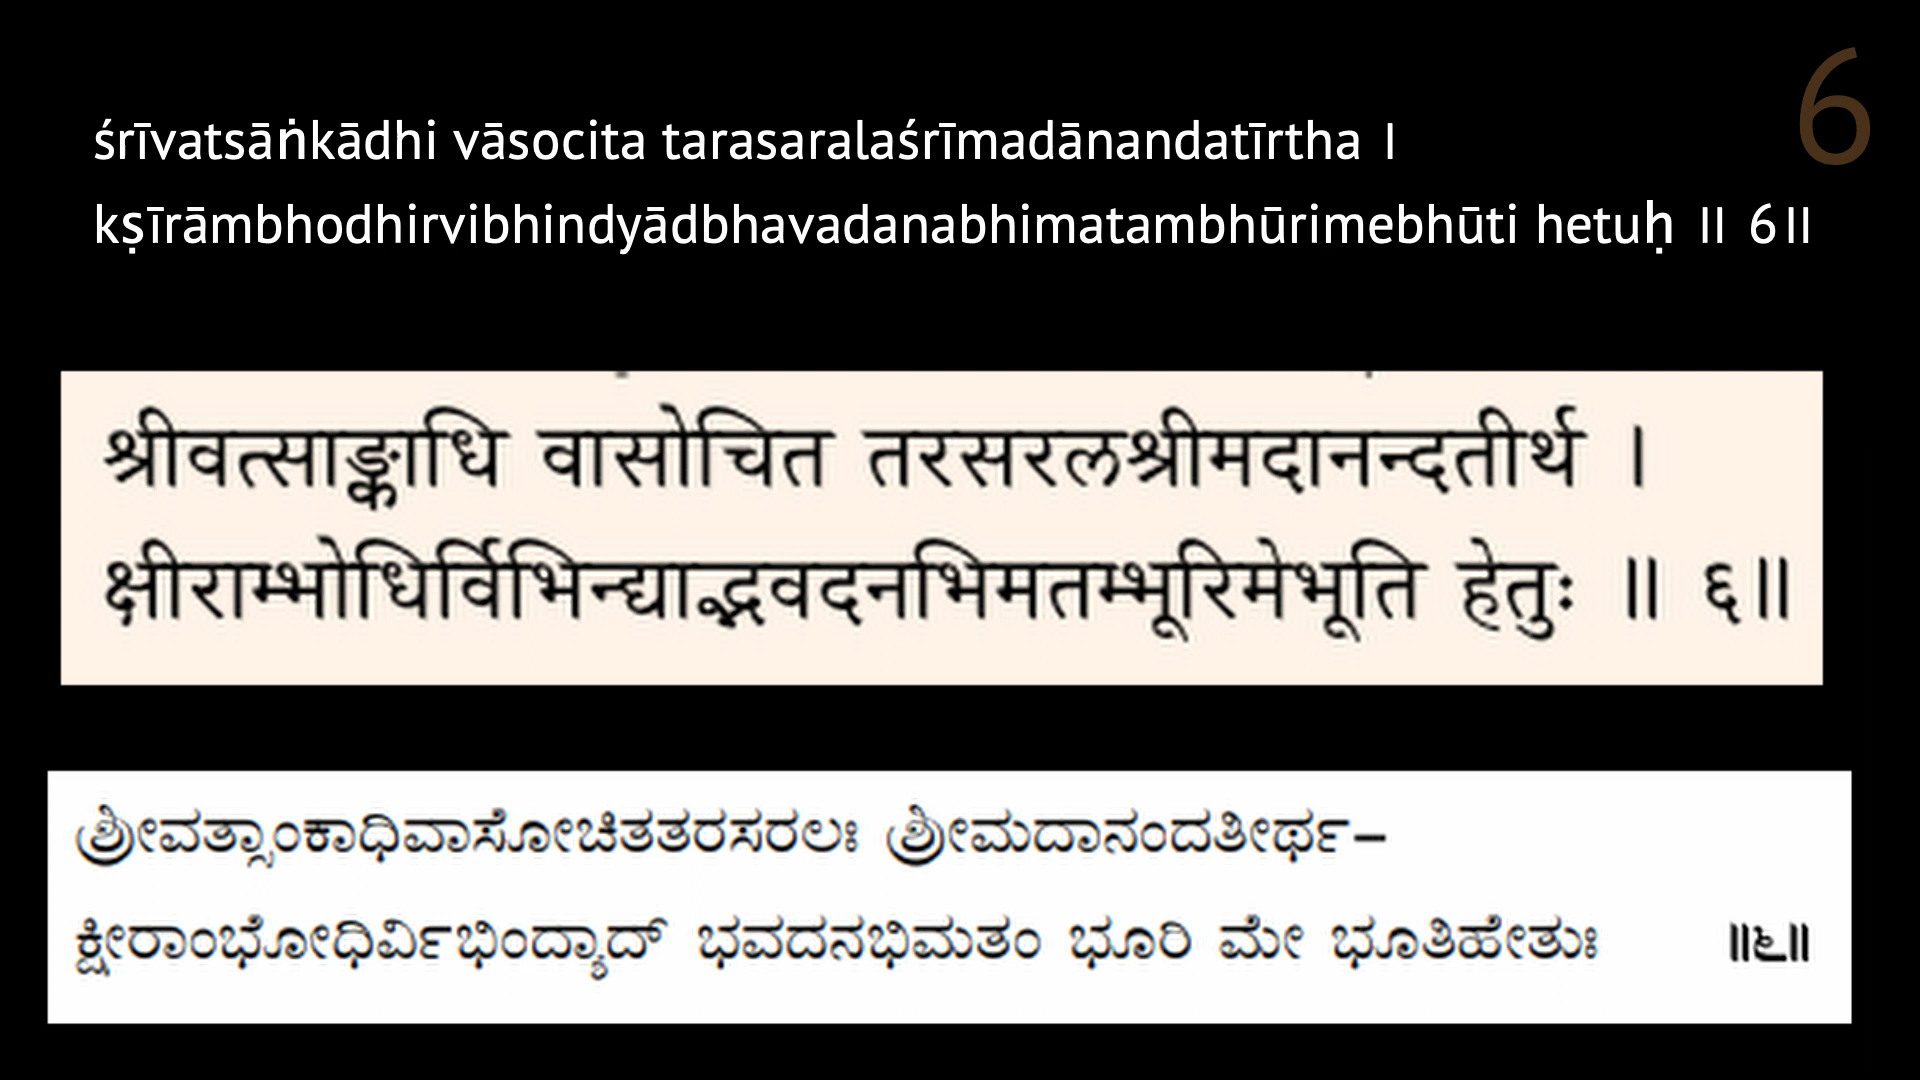 6
śrīvatsāṅkādhi vāsocita tarasaralaśrīmadānandatīrtha ।
kṣīrāmbhodhirvibhindyādbhavadanabhimatambhūrimebhūti hetuḥ ॥ 6॥
श्रीवत्साङ्काधि वासोचित तरसरलश्रीमदानन्दतीर्थ ।
क्षीराम्भोधिर्विभिन्द्याद्भवदनभिमतम्भूरिमेभूति हेतुः ॥ ६॥
ಶ್ರೀವತ್ಸಾಂಕಾಧಿವಾಸೋಚಿತತರಸರಲಃ ಶ್ರೀಮದಾನಂದತೀರ್ಥ–
ಕ್ಷೀರಾಂಭೋಧಿರ್ವಿಭಿಂದ್ಯಾದ್ ಭವದನಭಿಮತಂ ಭೂರಿ ಮೇ ಭೂತಿಹೇತುಃ ॥೬॥